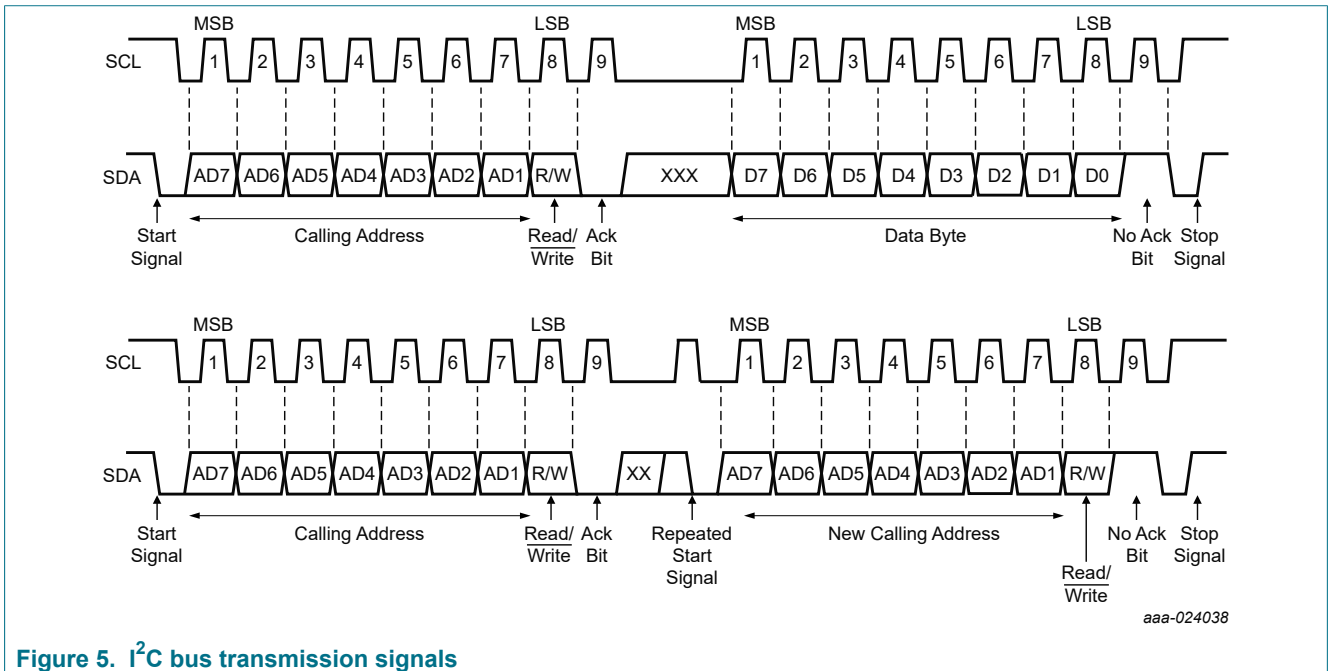 MSB LSB MSB LSB
SCL 1 2 3 4 5 6 7 8 9 1 2 3 4 5 6 7 8 9
SDA AD7 AD6 AD5 AD4 AD3 AD2 AD1 R/W XXX D7 D6 D5 D4 D3 D2 D1 D0
Start Signal
Calling Address
Read/
Write
Ack
Bit
Data Byte
No Ack
Bit
Stop
Signal
MSB LSB MSB LSB
SCL 1 2 3 4 5 6 7 8 9 1 2 3 4 5 6 7 8 9
SDA AD7 AD6 AD5 AD4 AD3 AD2 AD1 R/W XX AD7 AD6 AD5 AD4 AD3 AD2 AD1 R/W
Start
Signal
Calling Address
Read/
Write
Ack
Bit
Repeated
Start
Signal
New Calling Address
Read/
Write
No Ack
Bit
Stop
Signal
aaa-024038
Figure 5. I²C bus transmission signals